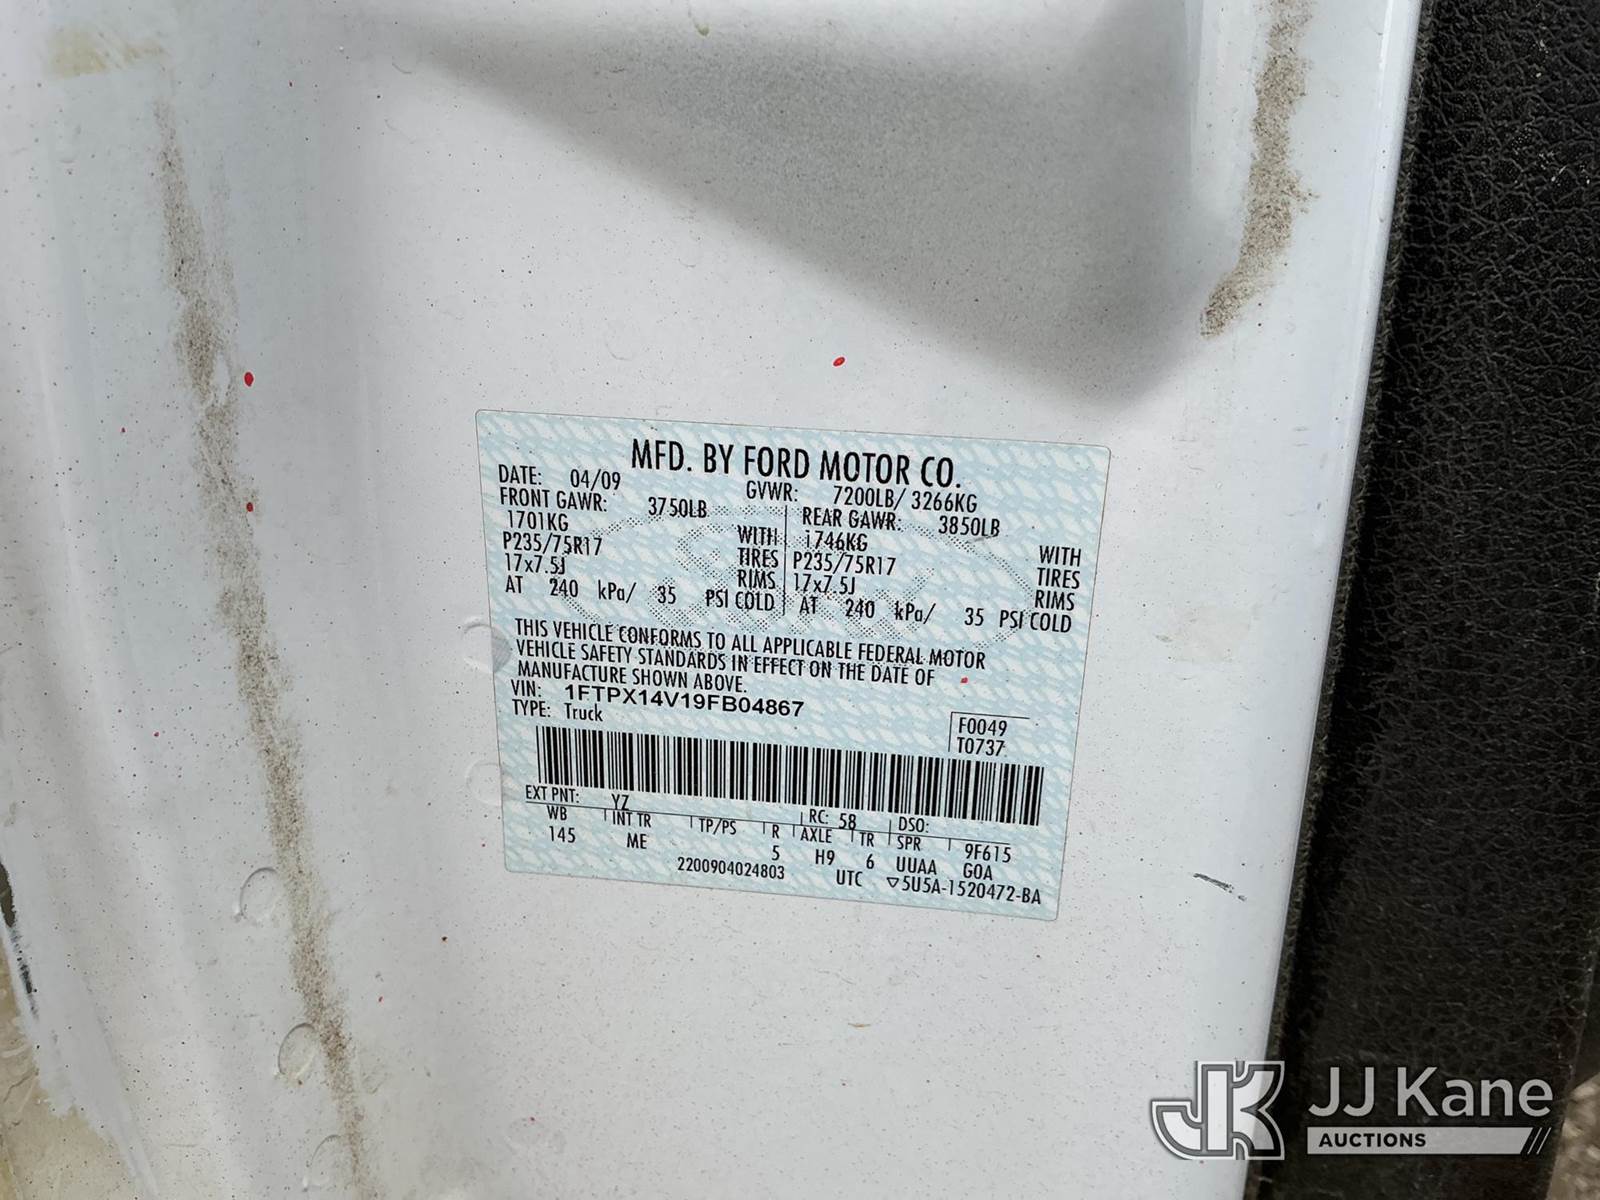 MFD. BY FORD MOTOR CO.
DATE: 04/09 GVWR: 7200LB/ 3266KG
FRONT GAWR: 3750LB REAR GAWR: 3850LB
1701KG WITH 1746KG WITH
P235/75R17 TIRES P235/75R17 TIRES
17x7.5J RIMS 17x7.5J RIMS
AT 240 kPa/ 35 PSI COLD AT 240 kPa/ 35 PSI COLD
THIS VEHICLE CONFORMS TO ALL APPLICABLE FEDERAL MOTOR
VEHICLE SAFETY STANDARDS IN EFFECT ON THE DATE OF
MANUFACTURE SHOWN ABOVE.
VIN: 1FTPX14V19FB04867
TYPE: Truck
F0049
T0737
EXT PNT: YZ RC: 58 DSO:
WB INT TR TP/PS R AXLE TR SPR 9F615
145 ME 5 H9 6 UUAA GOA
2200904024803 UTC ▽5U5A-1520472-BA
JJ Kane
AUCTIONS